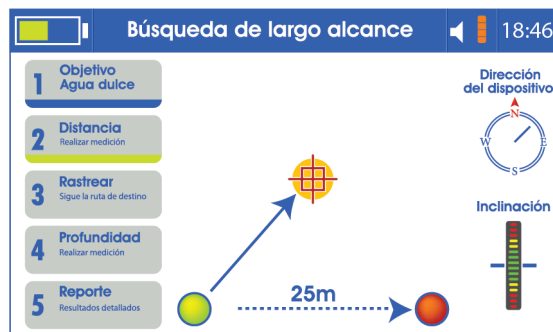 Búsqueda de largo alcance
18:46
1
Objetivo
Agua dulce
2
Distancia
Realizar medición
3
Rastrear
Sigue la ruta de destino
4
Profundidad
Realizar medición
5
Reporte
Resultados detallados
25m
Dirección
del dispositivo
N
W
E
S
Inclinación